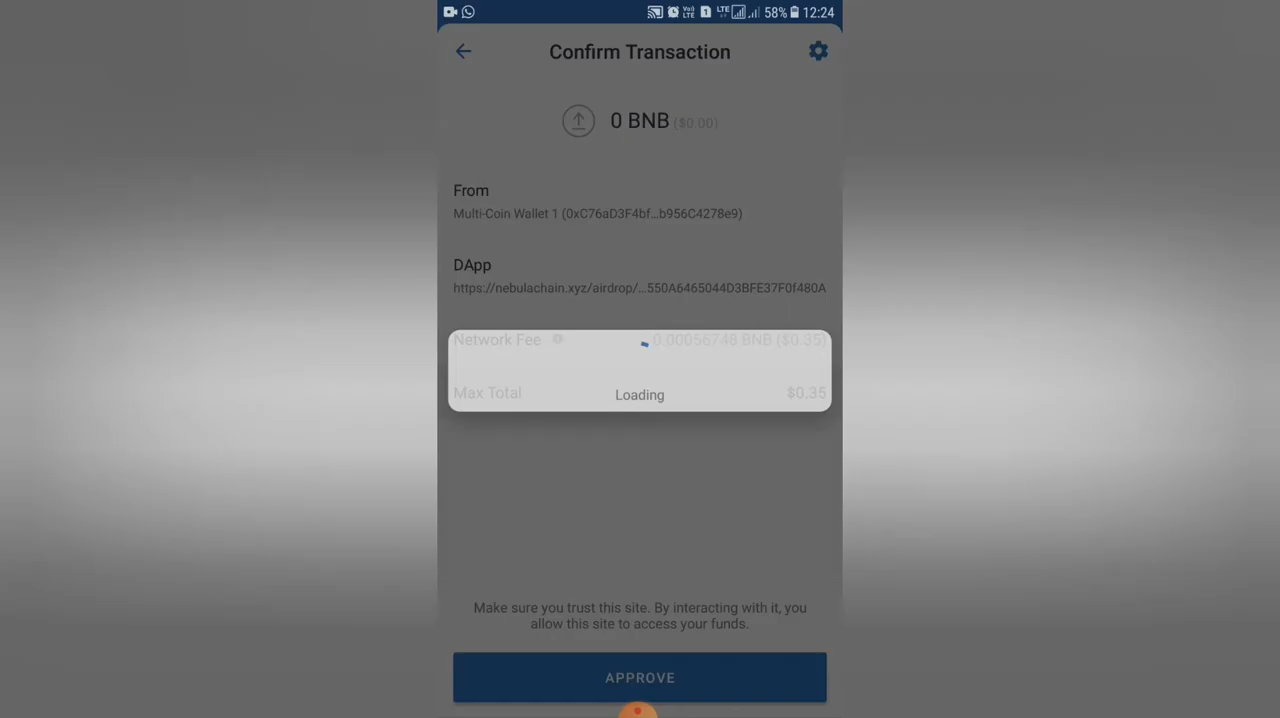 58% 12:24
Confirm Transaction
0 BNB ($0.00)
From
Multi-Coin Wallet 1 (0xC76aD3F4bf...b956C4278e9)
DApp
https://nebulachain.xyz/airdrop/...550A6465044D3BFE37F0f480A
Network Fee 0.00056748 BNB ($0.35)
Max Total $0.35
Loading
Make sure you trust this site. By interacting with it, you
allow this site to access your funds.
APPROVE